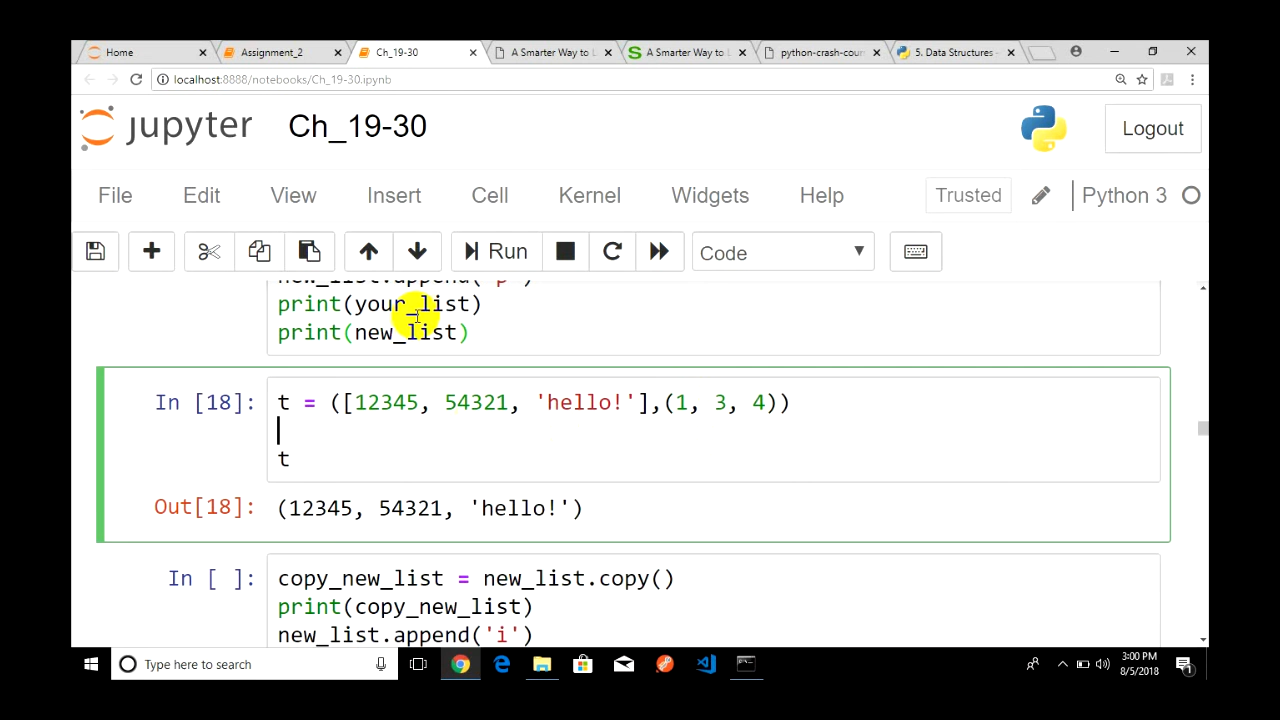 Home
Assignment_2
Ch_19-30
A Smarter Way to L
A Smarter Way to L
python-crash-cour
5. Data Structures -
localhost:8888/notebooks/Ch_19-30.ipynb
jupyter Ch_19-30
Logout
File Edit View Insert Cell Kernel Widgets Help
Trusted
Python 3
Run
Code
new_list.append('p')
print(your_list)
print(new_list)
In [18]: t = ([12345, 54321, 'hello!'],(1, 3, 4))
t
Out[18]: (12345, 54321, 'hello!')
In [ ]: copy_new_list = new_list.copy()
print(copy_new_list)
new_list.append('i')
Type here to search
3:00 PM
8/5/2018
1